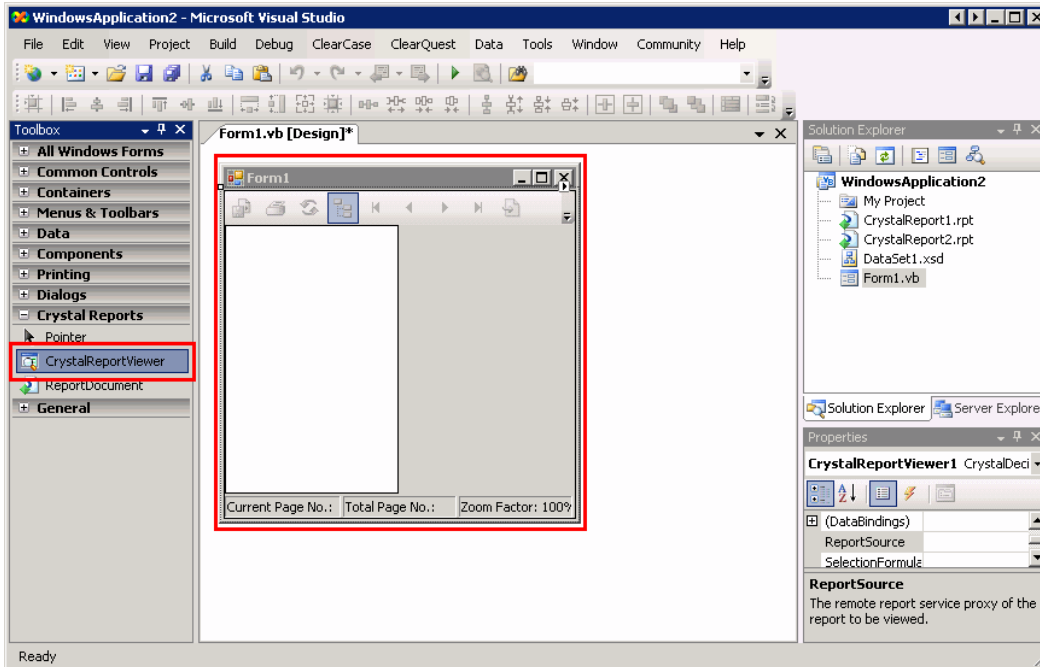 WindowsApplication2 - Microsoft Visual Studio
File Edit View Project Build Debug ClearCase ClearQuest Data Tools Window Community Help
Toolbox
All Windows Forms
Common Controls
Containers
Menus & Toolbars
Data
Components
Printing
Dialogs
Crystal Reports
Pointer
CrystalReportViewer
ReportDocument
General
Form1.vb [Design]*
Form1
Current Page No.: Total Page No.: Zoom Factor: 100%
Solution Explorer
WindowsApplication2
My Project
CrystalReport1.rpt
CrystalReport2.rpt
DataSet1.xsd
Form1.vb
Solution Explorer Server Explore
Properties
CrystalReportViewer1 CrystalDeci
(DataBindings)
ReportSource
SelectionFormula
ReportSource
The remote report service proxy of the
report to be viewed.
Ready